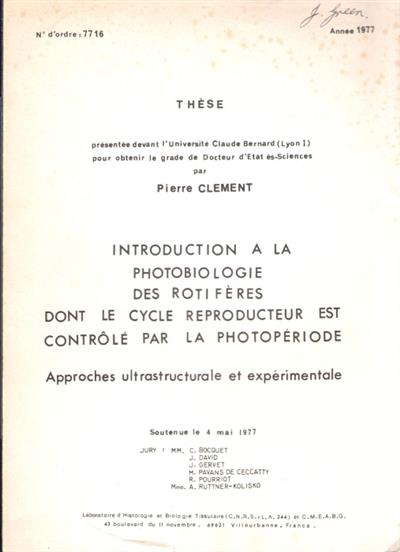 J. Green.
N° d'ordre : 7716
Année 1977
THÈSE
présentée devant l'Université Claude Bernard (Lyon I)
pour obtenir le grade de Docteur d'Etat ès-Sciences
par
Pierre CLEMENT
INTRODUCTION A LA
PHOTOBIOLOGIE
DES ROTIFÈRES
DONT LE CYCLE REPRODUCTEUR EST
CONTRÔLÉ PAR LA PHOTOPÉRIODE
Approches ultrastructurale et expérimentale
Soutenue le 4 mai 1977
JURY : MM. C. BOCQUET
J. DAVID
J. GERVET
M. PAVANS DE CECCATTY
R. POURRIOT
Mme. A. RUTTNER-KOLISKO
Laboratoire d'Histologie et Biologie Tissulaire (C.N.R.S.; L.A. 244) et C.M.E.A.B.G.
43 boulevard du 11 novembre . 69621 Villeurbanne , France .